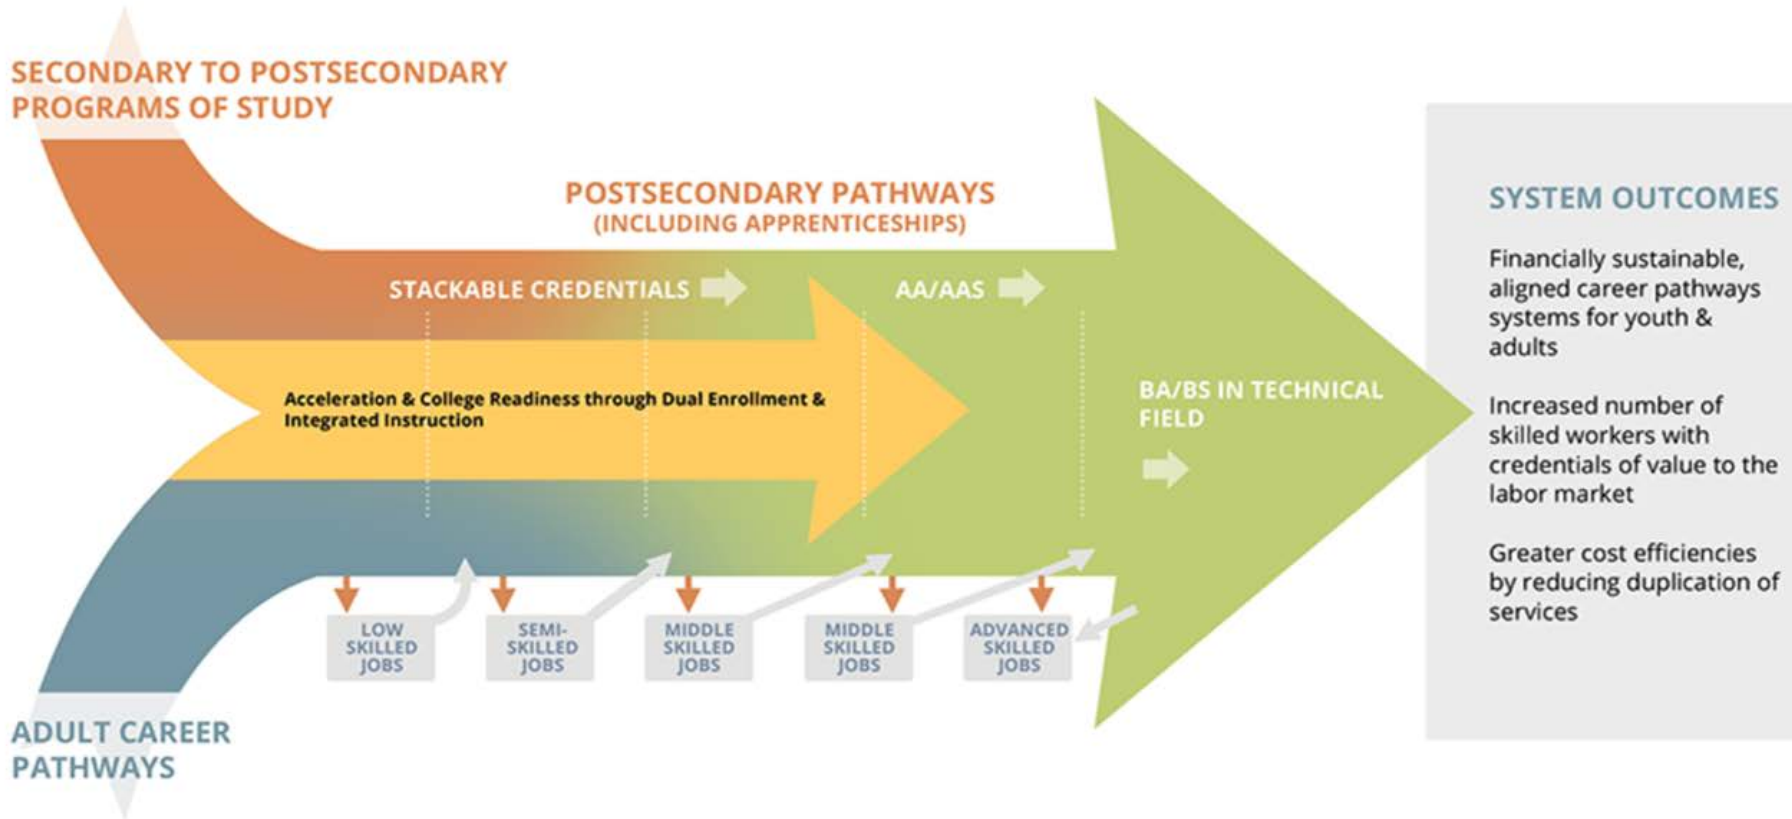 SECONDARY TO POSTSECONDARY
PROGRAMS OF STUDY
POSTSECONDARY PATHWAYS
(INCLUDING APPRENTICESHIPS)
STACKABLE CREDENTIALS
AA/AAS
Acceleration & College Readiness through Dual Enrollment &
Integrated Instruction
BA/BS IN TECHNICAL
FIELD
LOW
SKILLED
JOBS
SEMI-
SKILLED
JOBS
MIDDLE
SKILLED
JOBS
MIDDLE
SKILLED
JOBS
ADVANCED
SKILLED
JOBS
ADULT CAREER
PATHWAYS
SYSTEM OUTCOMES
Financially sustainable,
aligned career pathways
systems for youth &
adults
Increased number of
skilled workers with
credentials of value to the
labor market
Greater cost efficiencies
by reducing duplication of
services